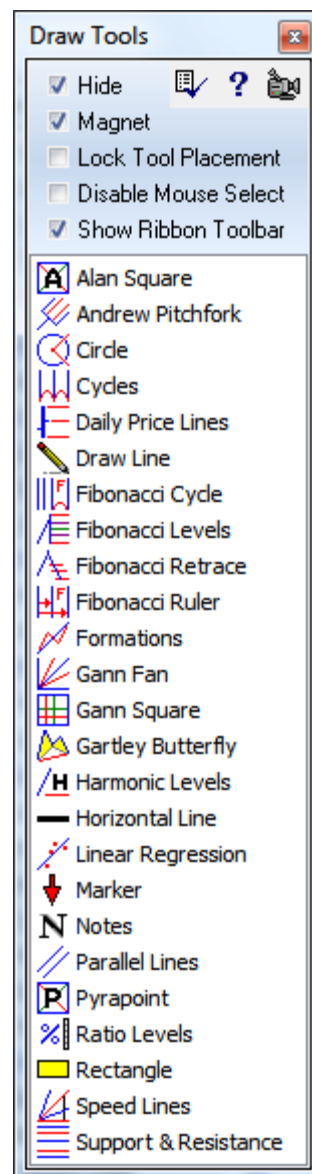 Draw Tools
Hide ?
Magnet
Lock Tool Placement
Disable Mouse Select
Show Ribbon Toolbar
A Alan Square
Andrew Pitchfork
Circle
Cycles
Daily Price Lines
Draw Line
F Fibonacci Cycle
Fibonacci Levels
Fibonacci Retrace
F Fibonacci Ruler
Formations
Gann Fan
Gann Square
Gartley Butterfly
H Harmonic Levels
Horizontal Line
Linear Regression
Marker
N Notes
Parallel Lines
P Pyrapoint
% Ratio Levels
Rectangle
Speed Lines
Support & Resistance